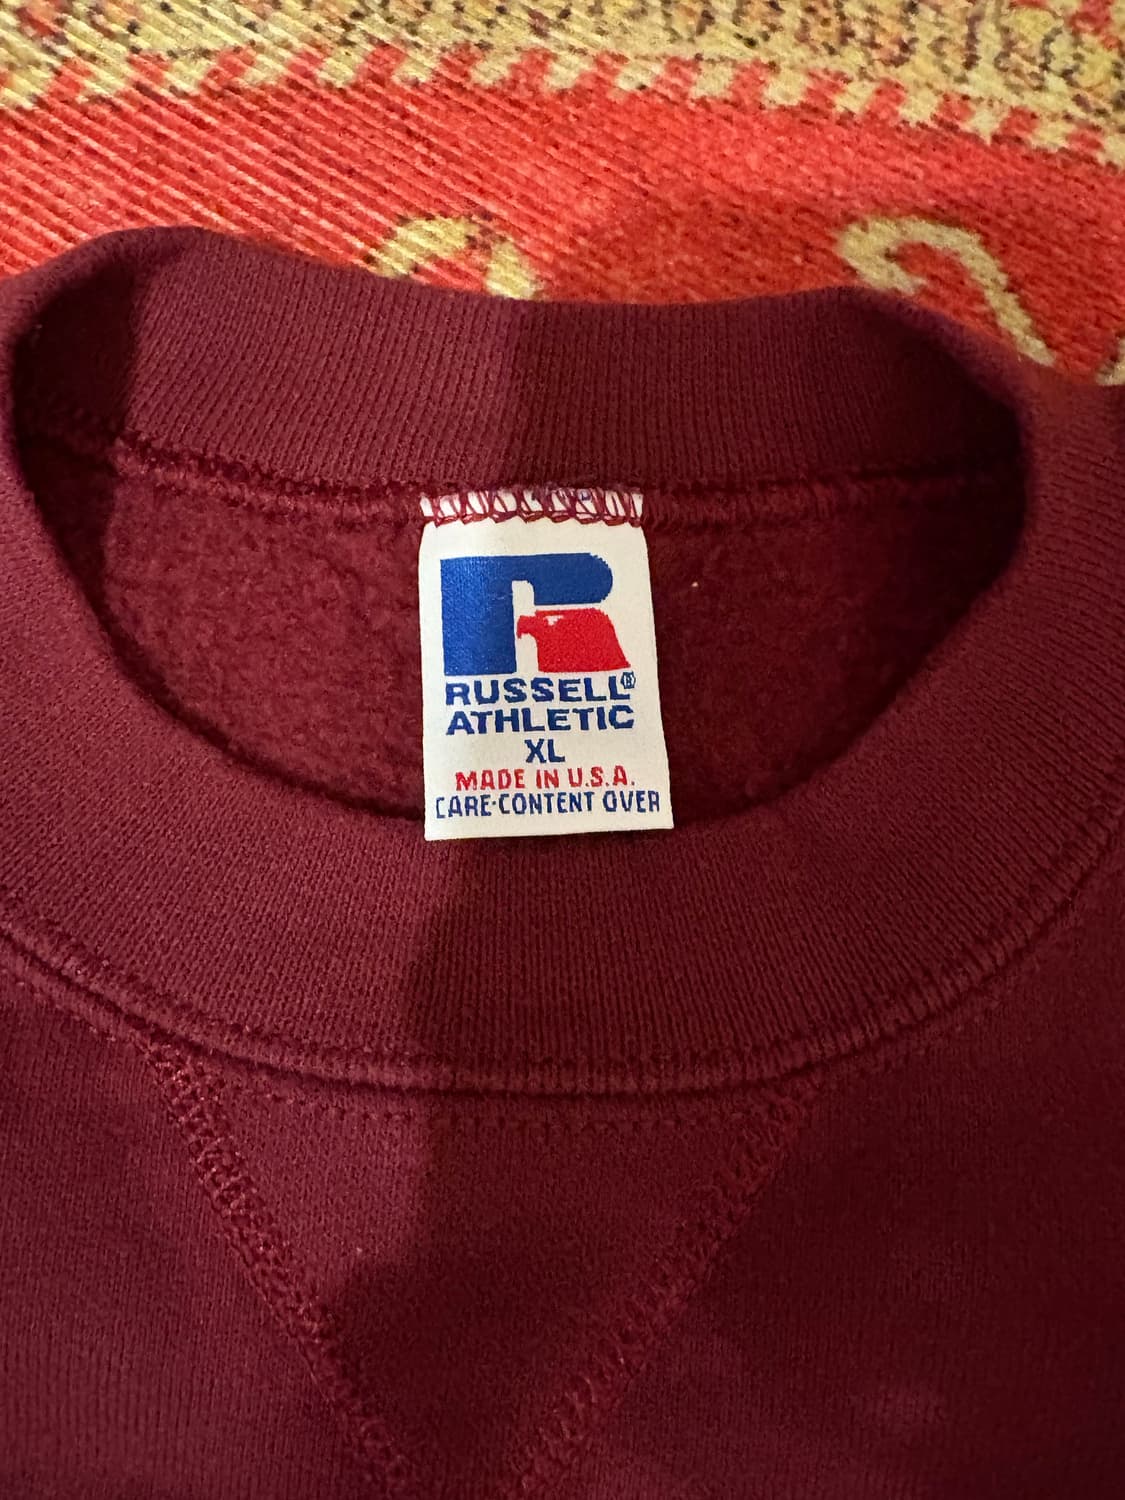 RUSSELL®
ATHLETIC
XL
MADE IN U.S.A.
CARE·CONTENT OVER